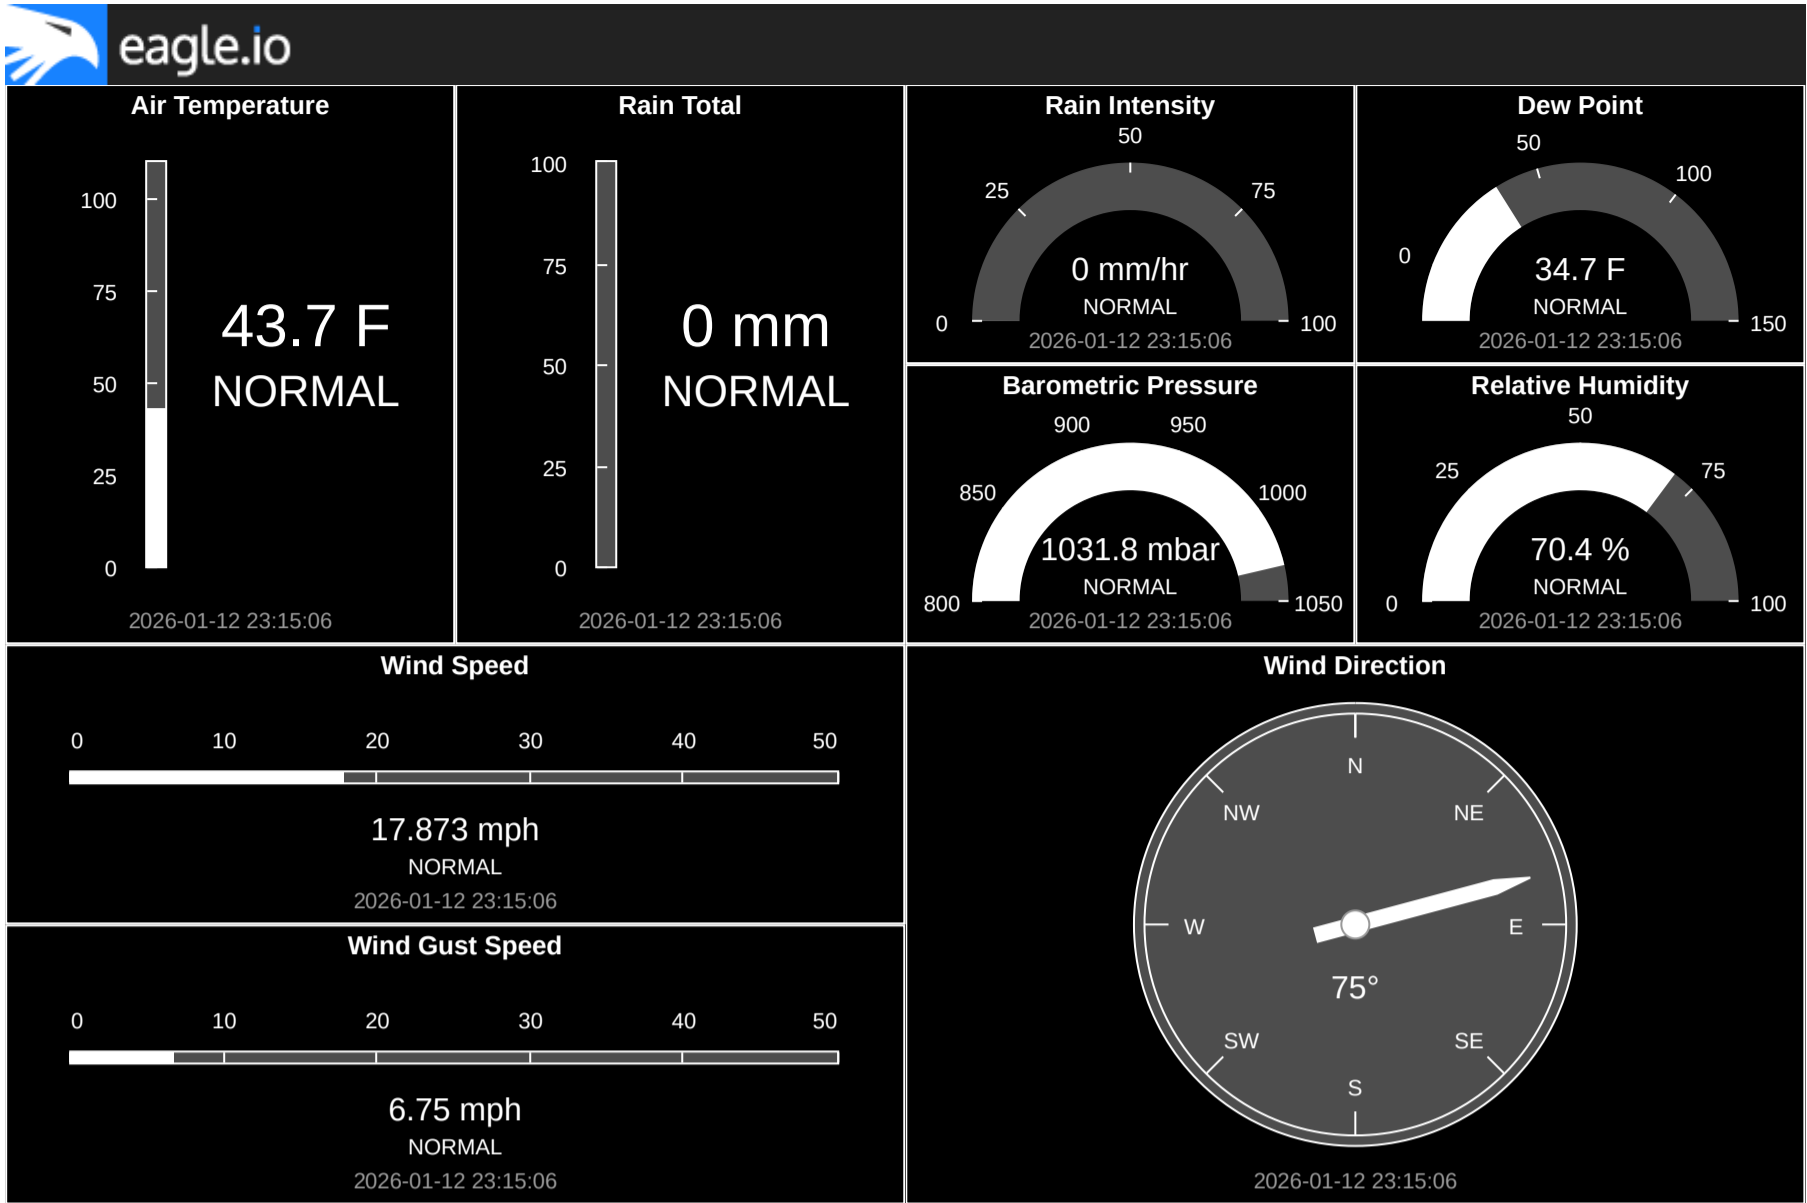 eagle.io
Air Temperature
100
75
50
25
0
43.7 F
NORMAL
2026-01-12 23:15:06
Rain Total
100
75
50
25
0
0 mm
NORMAL
2026-01-12 23:15:06
Rain Intensity
0
25
50
75
100
0 mm/hr
NORMAL
2026-01-12 23:15:06
Dew Point
0
50
100
150
34.7 F
NORMAL
2026-01-12 23:15:06
Barometric Pressure
800
850
900
950
1000
1050
1031.8 mbar
NORMAL
2026-01-12 23:15:06
Relative Humidity
0
25
50
75
100
70.4 %
NORMAL
2026-01-12 23:15:06
Wind Speed
0 10 20 30 40 50
17.873 mph
NORMAL
2026-01-12 23:15:06
Wind Gust Speed
0 10 20 30 40 50
6.75 mph
NORMAL
2026-01-12 23:15:06
Wind Direction
N
NW NE
W E
75°
SW SE
S
2026-01-12 23:15:06